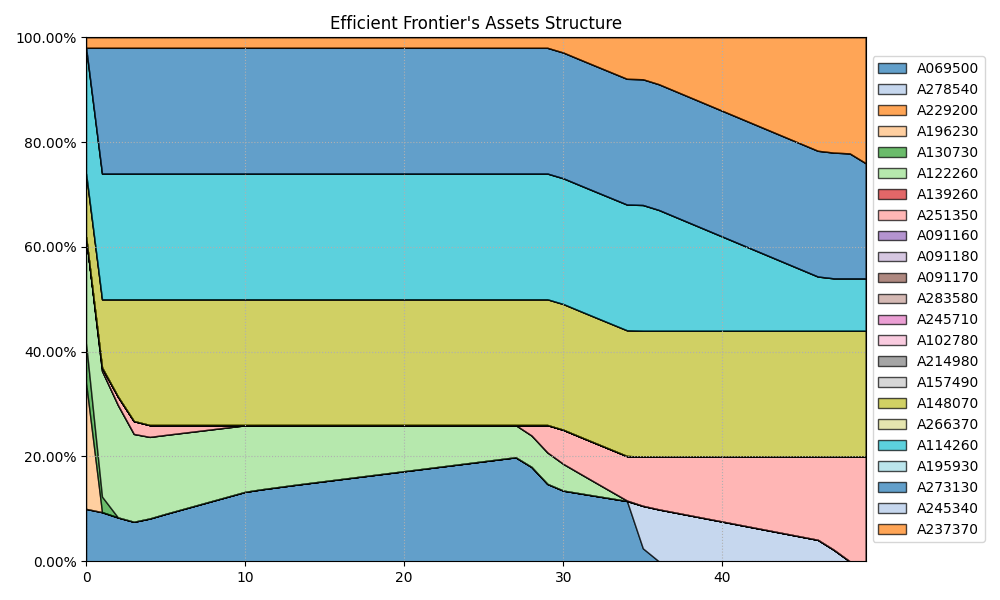 Efficient Frontier's Assets Structure
100.00%
80.00%
60.00%
40.00%
20.00%
0.00%
0
10
20
30
40
A069500
A278540
A229200
A196230
A130730
A122260
A139260
A251350
A091160
A091180
A091170
A283580
A245710
A102780
A214980
A157490
A148070
A266370
A114260
A195930
A273130
A245340
A237370